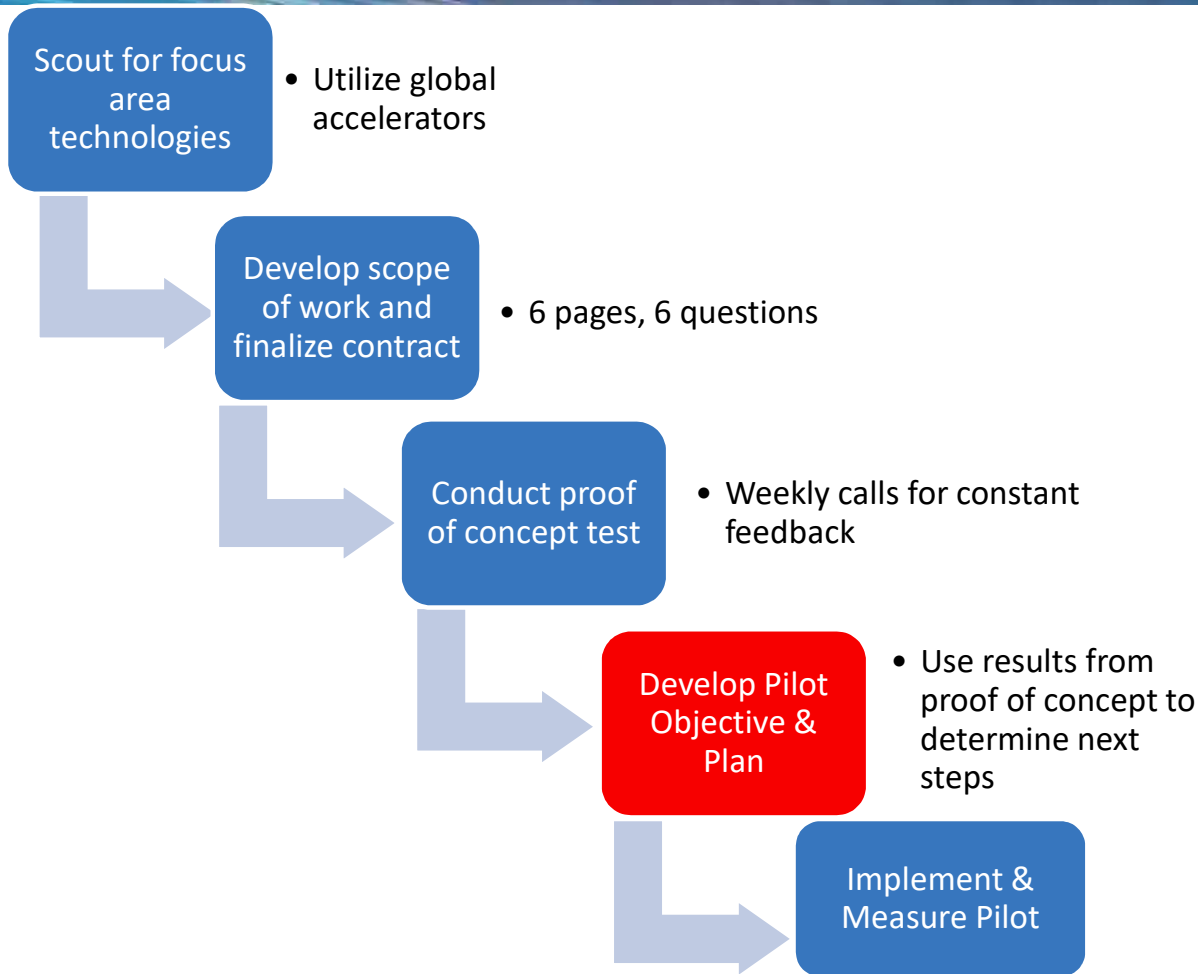 Scout for focus
area
technologies
• Utilize global
accelerators
Develop scope
of work and
finalize contract
• 6 pages, 6 questions
Conduct proof
of concept test
• Weekly calls for constant
feedback
Develop Pilot
Objective &
Plan
• Use results from
proof of concept to
determine next
steps
Implement &
Measure Pilot